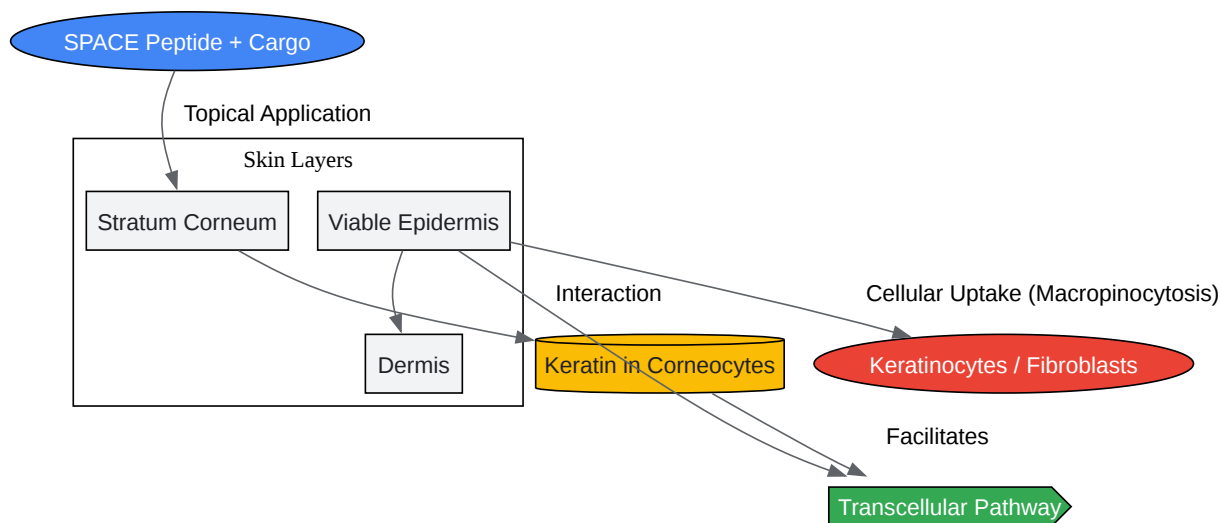 SPACE Peptide + Cargo
Topical Application
Skin Layers
Stratum Corneum
Viable Epidermis
Interaction
Cellular Uptake (Macropinocytosis)
Dermis
Keratin in Corneocytes
Keratinocytes / Fibroblasts
Facilitates
Transcellular Pathway